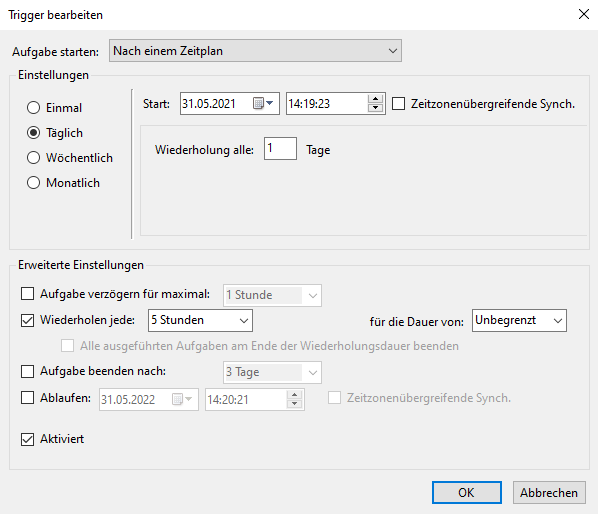 Trigger bearbeiten
Aufgabe starten: Nach einem Zeitplan
Einstellungen
Einmal
Täglich
Wöchentlich
Monatlich
Start: 31.05.2021 14:19:23 Zeitzonenübergreifende Synch.
Wiederholung alle: 1 Tage
Erweiterte Einstellungen
Aufgabe verzögern für maximal: 1 Stunde
Wiederholen jede: 5 Stunden für die Dauer von: Unbegrenzt
Alle ausgeführten Aufgaben am Ende der Wiederholungsdauer beenden
Aufgabe beenden nach: 3 Tage
Ablaufen: 31.05.2022 14:20:21 Zeitzonenübergreifende Synch.
Aktiviert
OK Abbrechen